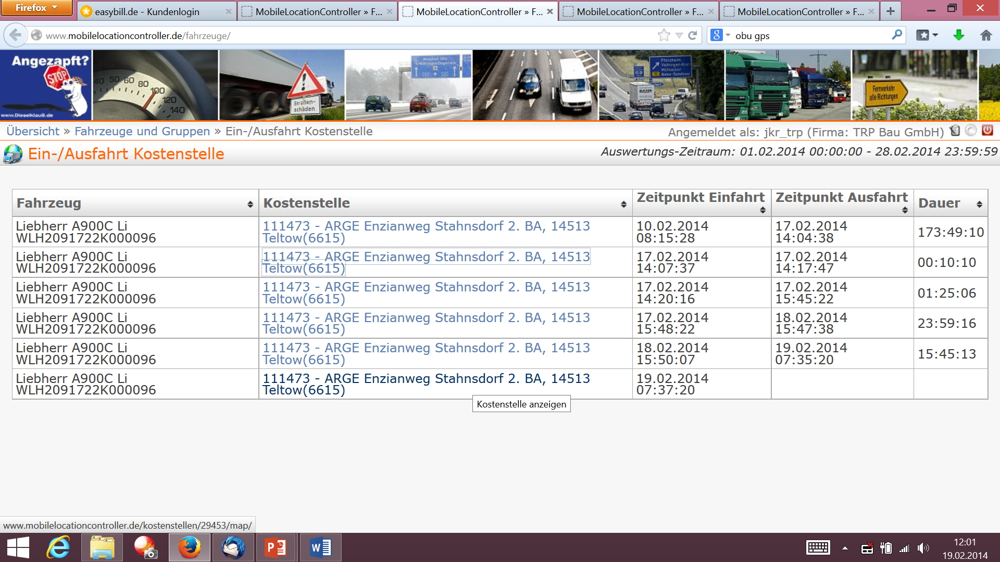 Firefox
easybill.de - Kundenlogin
MobileLocationController » F...
MobileLocationController » F...
MobileLocationController » F...
MobileLocationController » F...
www.mobilelocationcontroller.de/fahrzeuge/
obu gps
Angezapft?
STOP
www.Dieselklau8.de
40 50 60 80 100 120 140
Straßen-
schäden
Pforzheim
Mühlacker
Fernverkehr
alle Richtungen
Übersicht » Fahrzeuge und Gruppen » Ein-/Ausfahrt Kostenstelle
Angemeldet als: jkr_trp (Firma: TRP Bau GmbH)
Ein-/Ausfahrt Kostenstelle
Auswertungs-Zeitraum: 01.02.2014 00:00:00 - 28.02.2014 23:59:59
Fahrzeug Kostenstelle Zeitpunkt Einfahrt Zeitpunkt Ausfahrt Dauer
Liebherr A900C Li 111473 - ARGE Enzianweg Stahnsdorf 2. BA, 14513 10.02.2014 17.02.2014 173:49:10
WLH2091722K000096 Teltow(6615) 08:15:28 14:04:38
Liebherr A900C Li 111473 - ARGE Enzianweg Stahnsdorf 2. BA, 14513 17.02.2014 17.02.2014 00:10:10
WLH2091722K000096 Teltow(6615) 14:07:37 14:17:47
Liebherr A900C Li 111473 - ARGE Enzianweg Stahnsdorf 2. BA, 14513 17.02.2014 17.02.2014 01:25:06
WLH2091722K000096 Teltow(6615) 14:20:16 15:45:22
Liebherr A900C Li 111473 - ARGE Enzianweg Stahnsdorf 2. BA, 14513 17.02.2014 18.02.2014 23:59:16
WLH2091722K000096 Teltow(6615) 15:48:22 15:47:38
Liebherr A900C Li 111473 - ARGE Enzianweg Stahnsdorf 2. BA, 14513 18.02.2014 19.02.2014 15:45:13
WLH2091722K000096 Teltow(6615) 15:50:07 07:35:20
Liebherr A900C Li 111473 - ARGE Enzianweg Stahnsdorf 2. BA, 14513 19.02.2014
WLH2091722K000096 Teltow(6615) 07:37:20
Kostenstelle anzeigen
www.mobilelocationcontroller.de/kostenstellen/29453/map/
12:01
19.02.2014